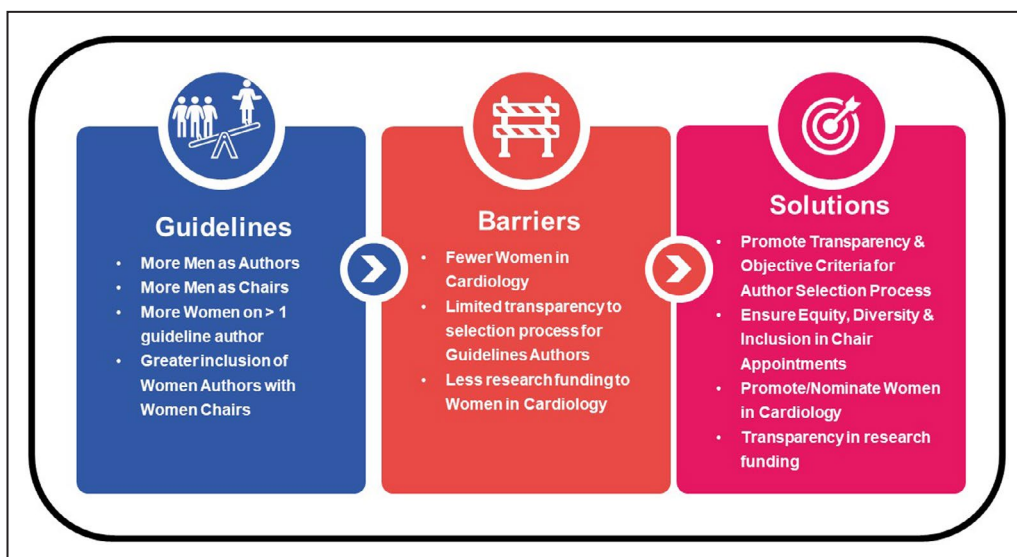 Guidelines
• More Men as Authors
• More Men as Chairs
• More Women on > 1
guideline author
• Greater inclusion of
Women Authors with
Women Chairs
Barriers
• Fewer Women in
Cardiology
• Limited transparency to
selection process for
Guidelines Authors
• Less research funding to
Women in Cardiology
Solutions
• Promote Transparency &
Objective Criteria for
Author Selection Process
• Ensure Equity, Diversity &
Inclusion in Chair
Appointments
• Promote/Nominate Women
in Cardiology
• Transparency in research
funding